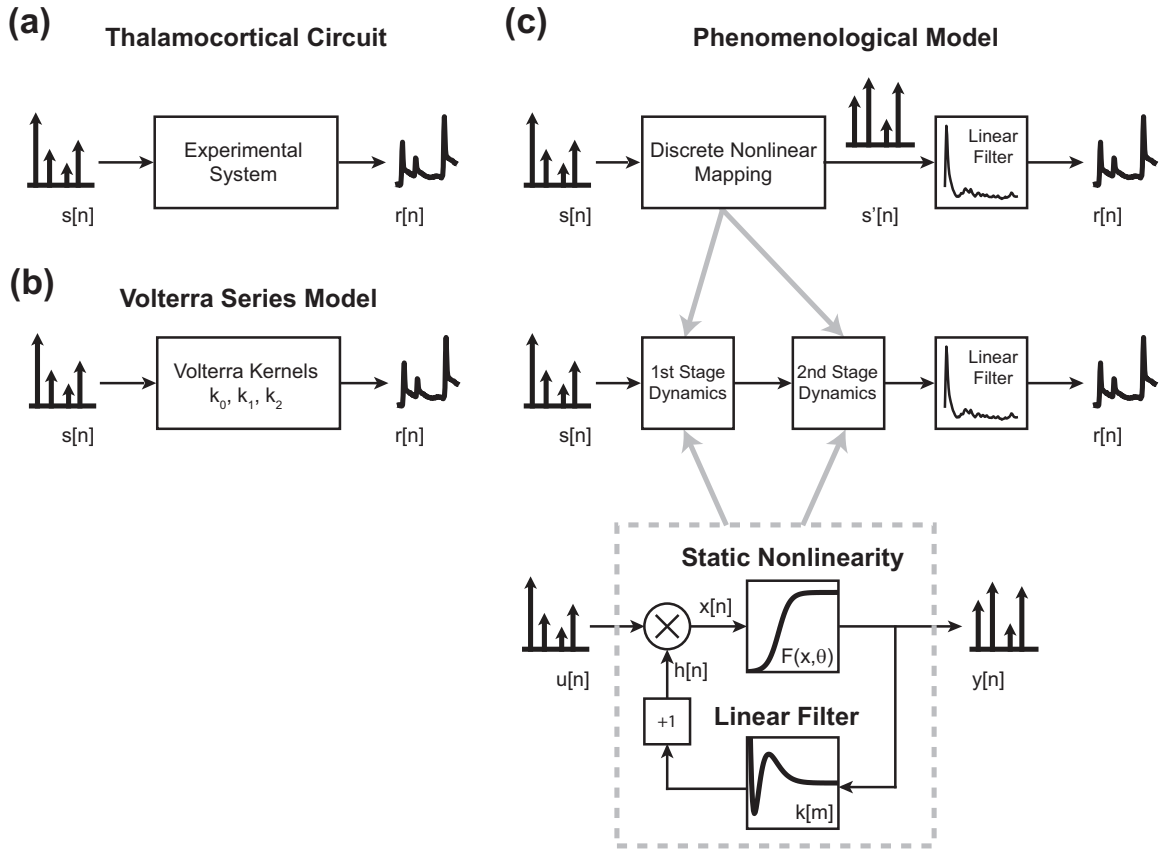 (a)
Thalamocortical Circuit
s[n]
Experimental
System
r[n]
(b)
Volterra Series Model
s[n]
Volterra Kernels
k0, k1, k2
r[n]
(c)
Phenomenological Model
s[n]
Discrete Nonlinear
Mapping
s'[n]
Linear
Filter
r[n]
s[n]
1st Stage
Dynamics
2nd Stage
Dynamics
Linear
Filter
r[n]
Static Nonlinearity
u[n]
x[n]
F(x,θ)
h[n]
y[n]
+1
Linear Filter
k[m]